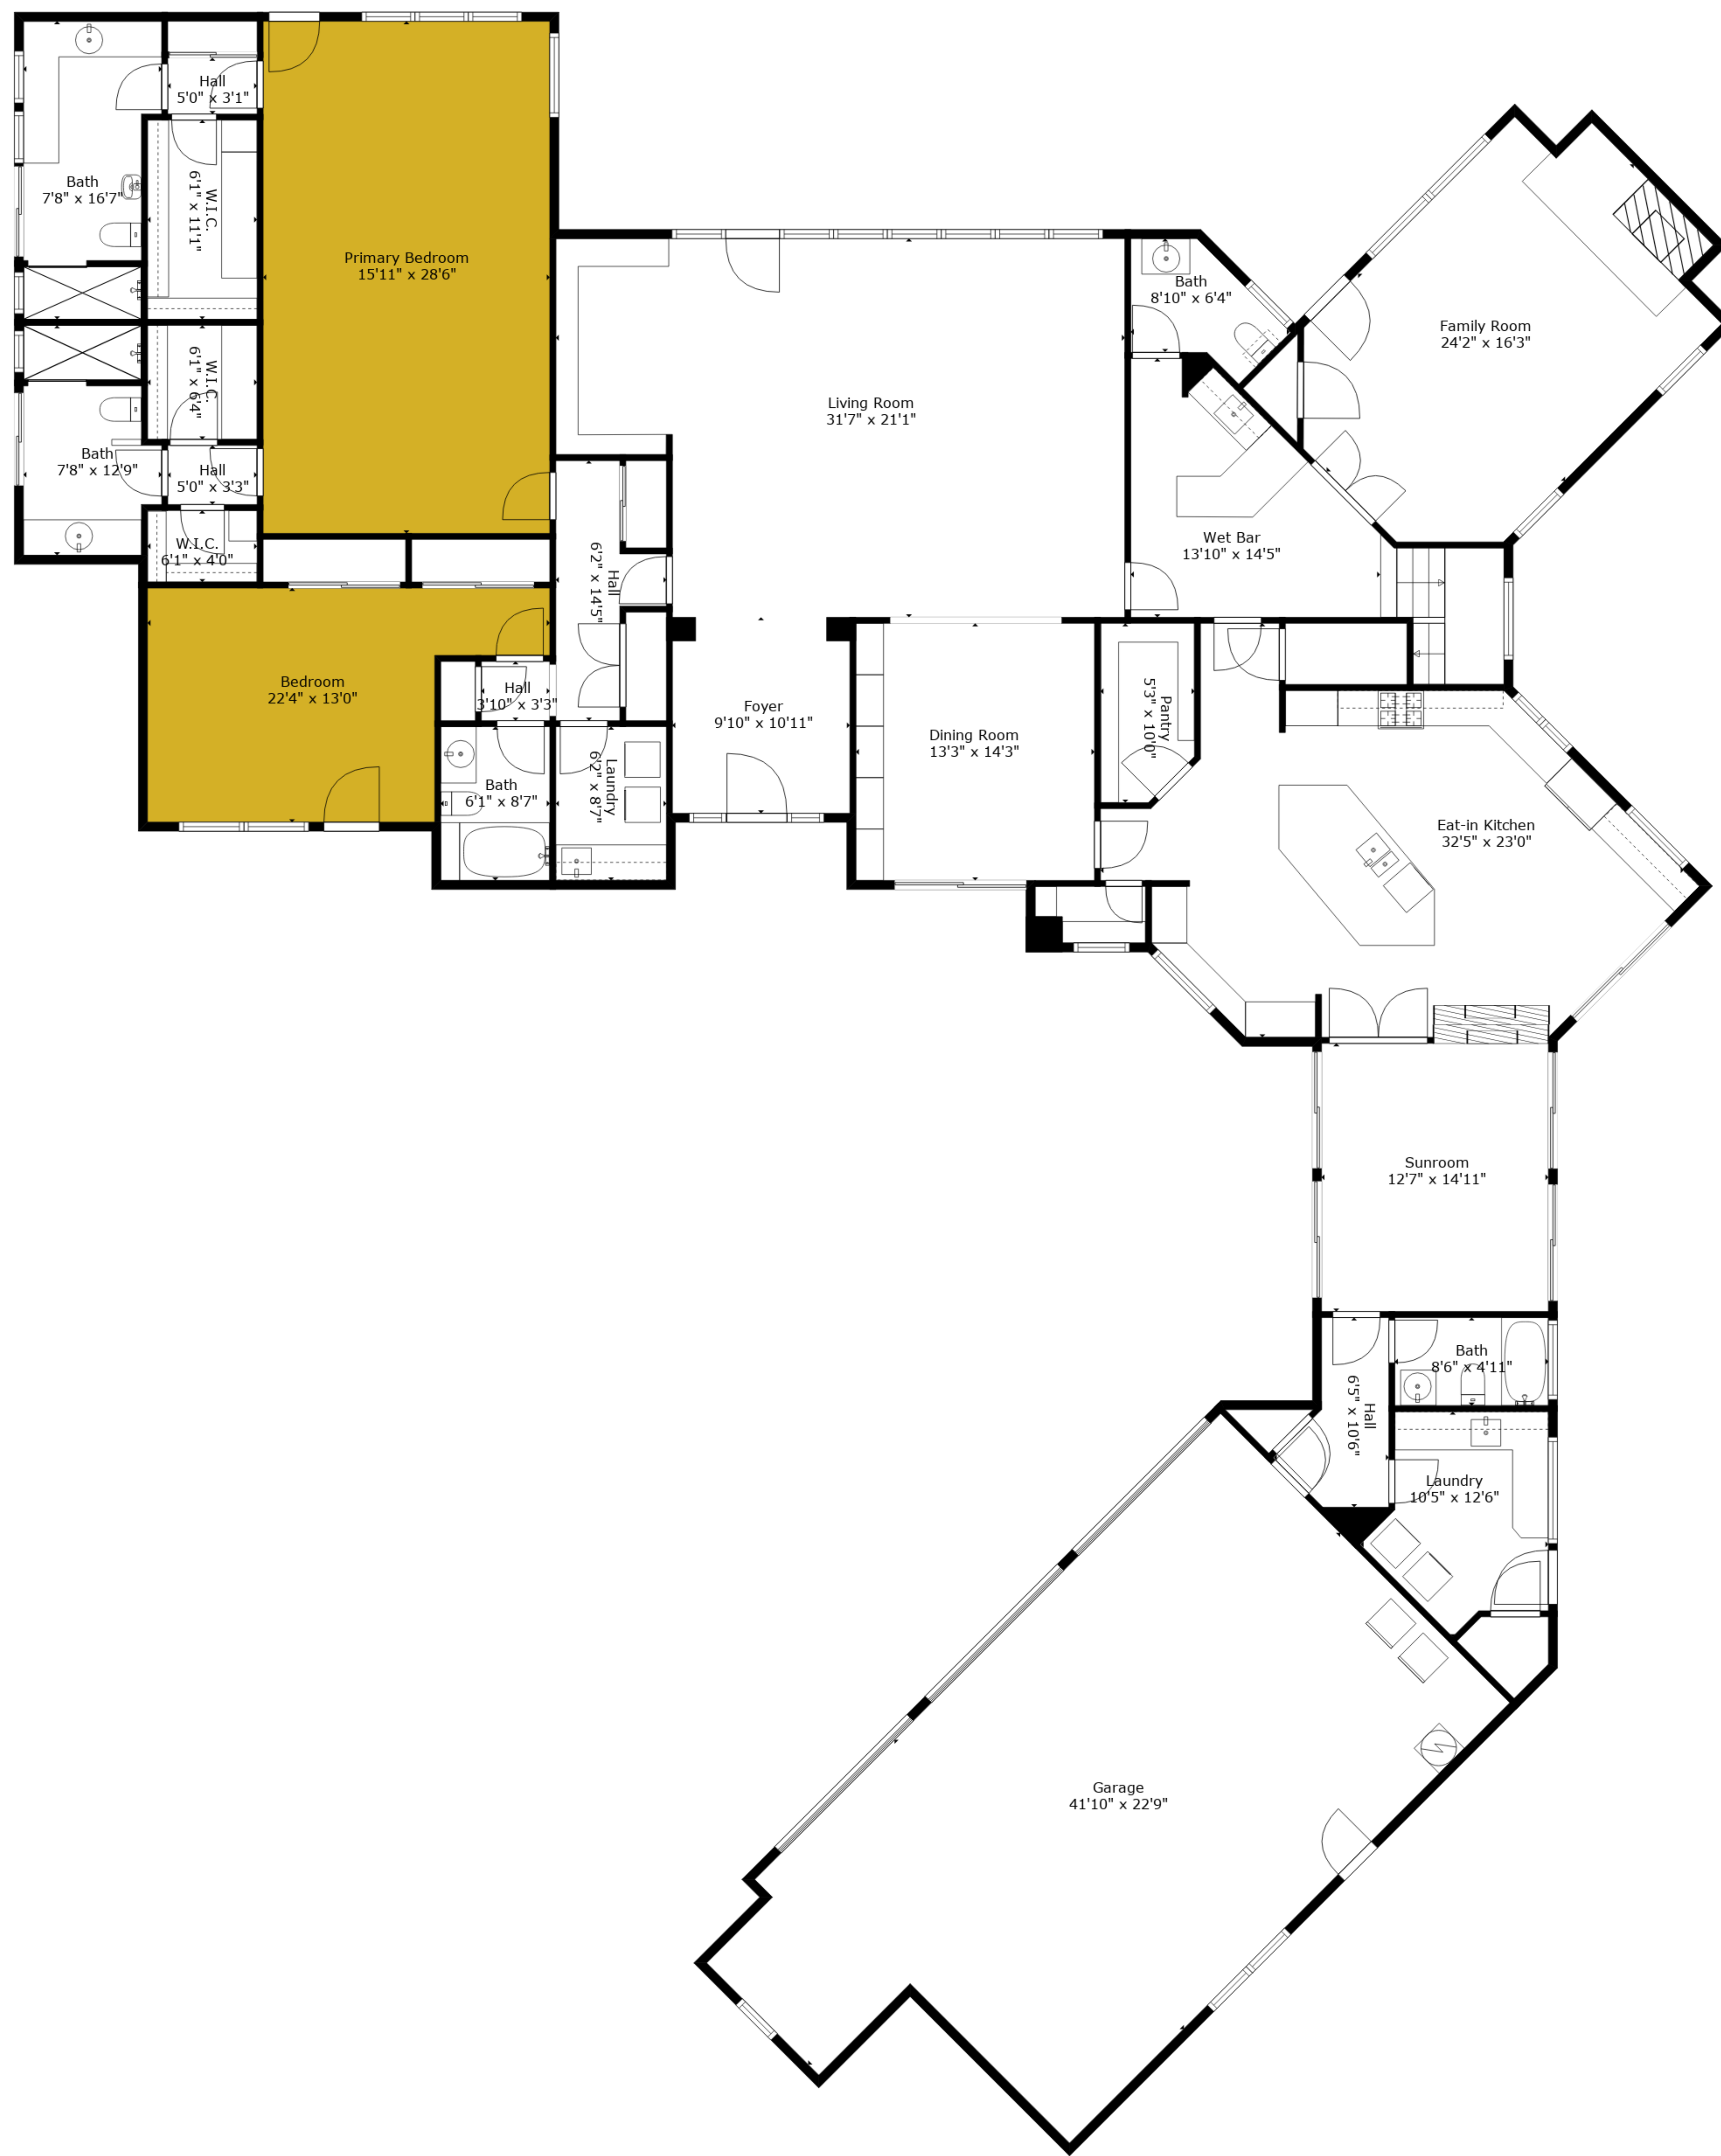 Hall
5'0" x 3'1"
Bath
7'8" x 16'7"
W.I.C.
6'1" x 11'1"
Primary Bedroom
15'11" x 28'6"
Bath
8'10" x 6'4"
Family Room
24'2" x 16'3"
W.I.C.
6'1" x 6'4"
Living Room
31'7" x 21'1"
Bath
7'8" x 12'9"
Hall
5'0" x 3'3"
W.I.C.
6'1" x 4'0"
Hall
6'2" x 14'5"
Wet Bar
13'10" x 14'5"
Bedroom
22'4" x 13'0"
Hall
3'10" x 3'3"
Foyer
9'10" x 10'11"
Dining Room
13'3" x 14'3"
Pantry
5'3" x 10'0"
Bath
6'1" x 8'7"
Laundry
6'2" x 8'7"
Eat-in Kitchen
32'5" x 23'0"
Sunroom
12'7" x 14'11"
Bath
8'6" x 4'11"
Hall
6'5" x 10'6"
Laundry
10'5" x 12'6"
Garage
41'10" x 22'9"